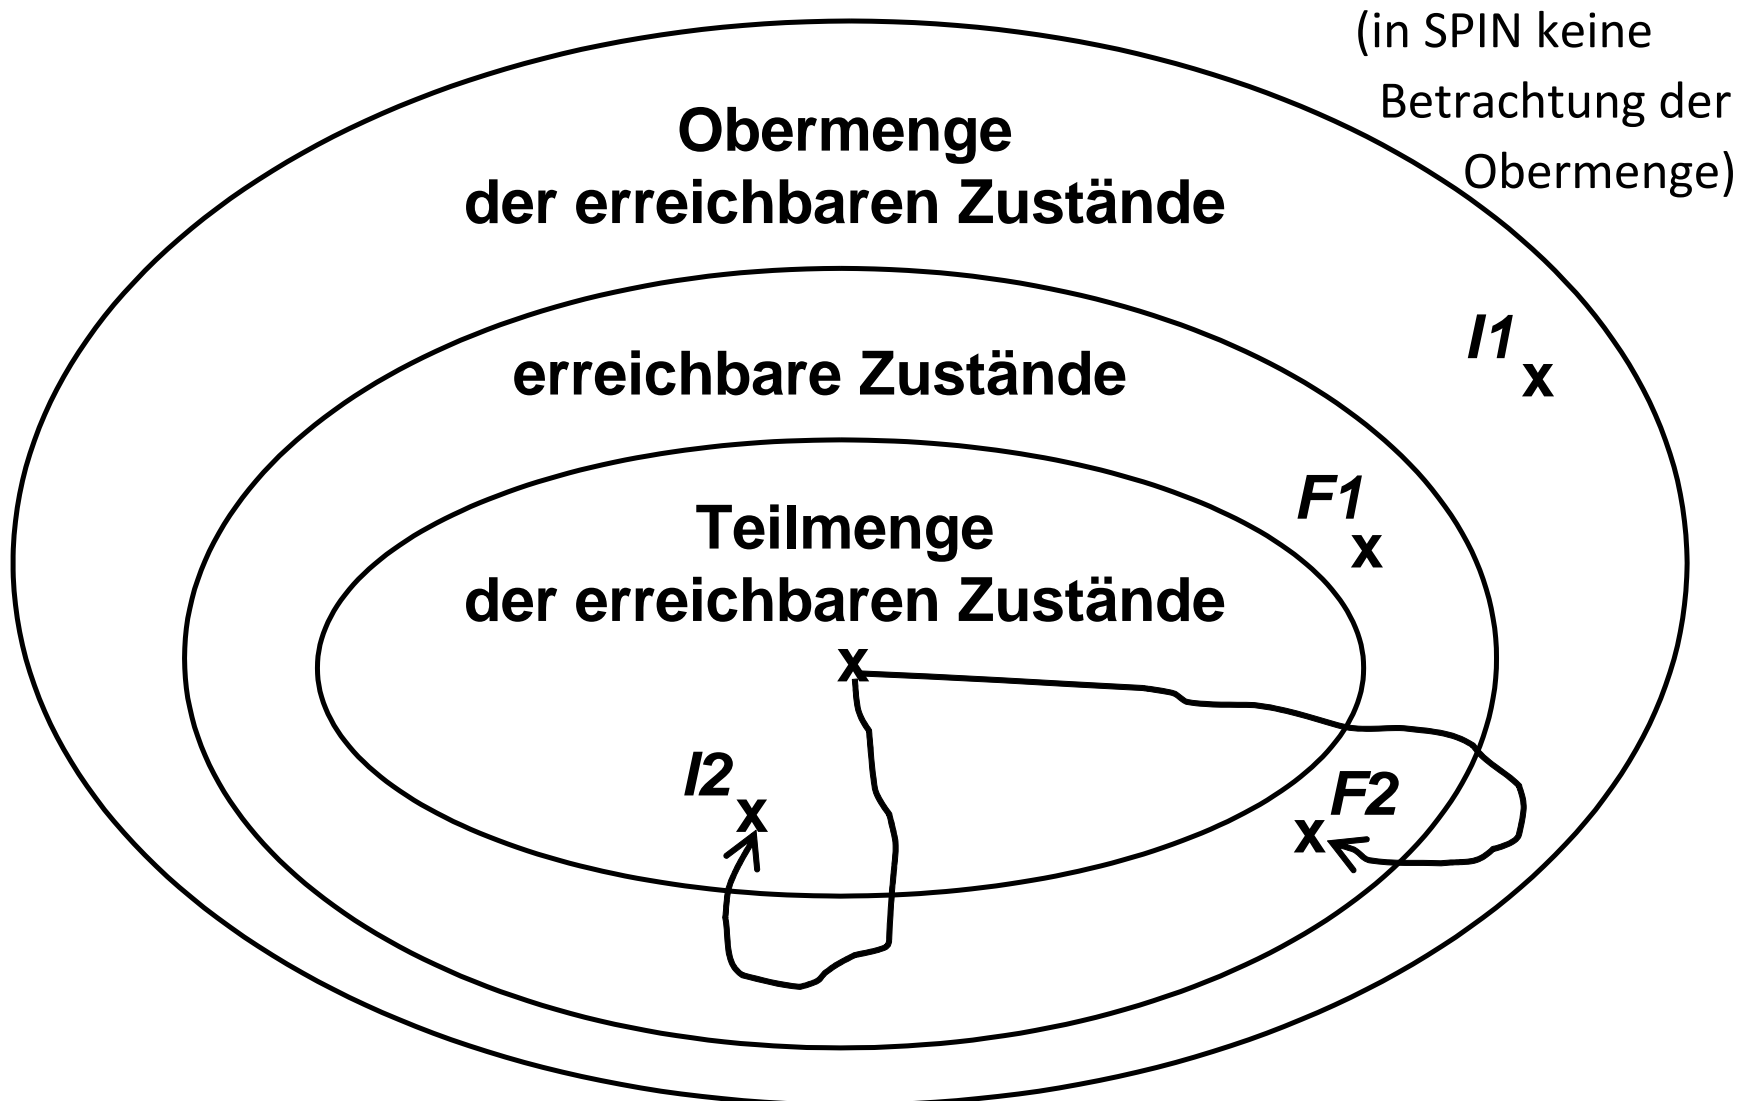 (in SPIN keine
Betrachtung der
Obermenge)
Obermenge
der erreichbaren Zustände
I1
x
erreichbare Zustände
F1
x
Teilmenge
der erreichbaren Zustände
x
I2
x
F2
x